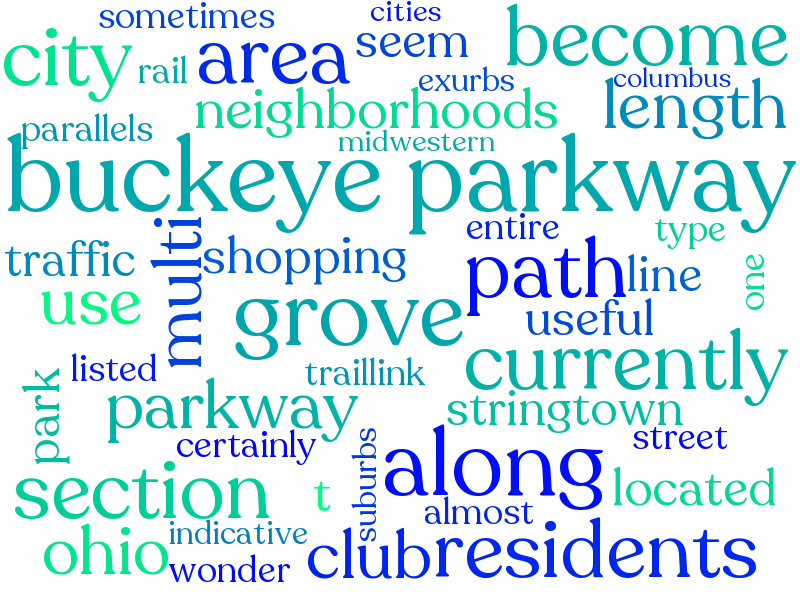 sometimes
cities
become
city
rail
area
seem
exurbs
columbus
neighborhoods
length
parallels
midwestern
buckeye parkway
multi
entire
type
traffic
shopping
path
line
one
use
grove
useful
currently
listed
traillink
park
parkway
stringtown
certainly
suburbs
along
street
section
t
located
almost
ohio
indicative
wonder
club
residents